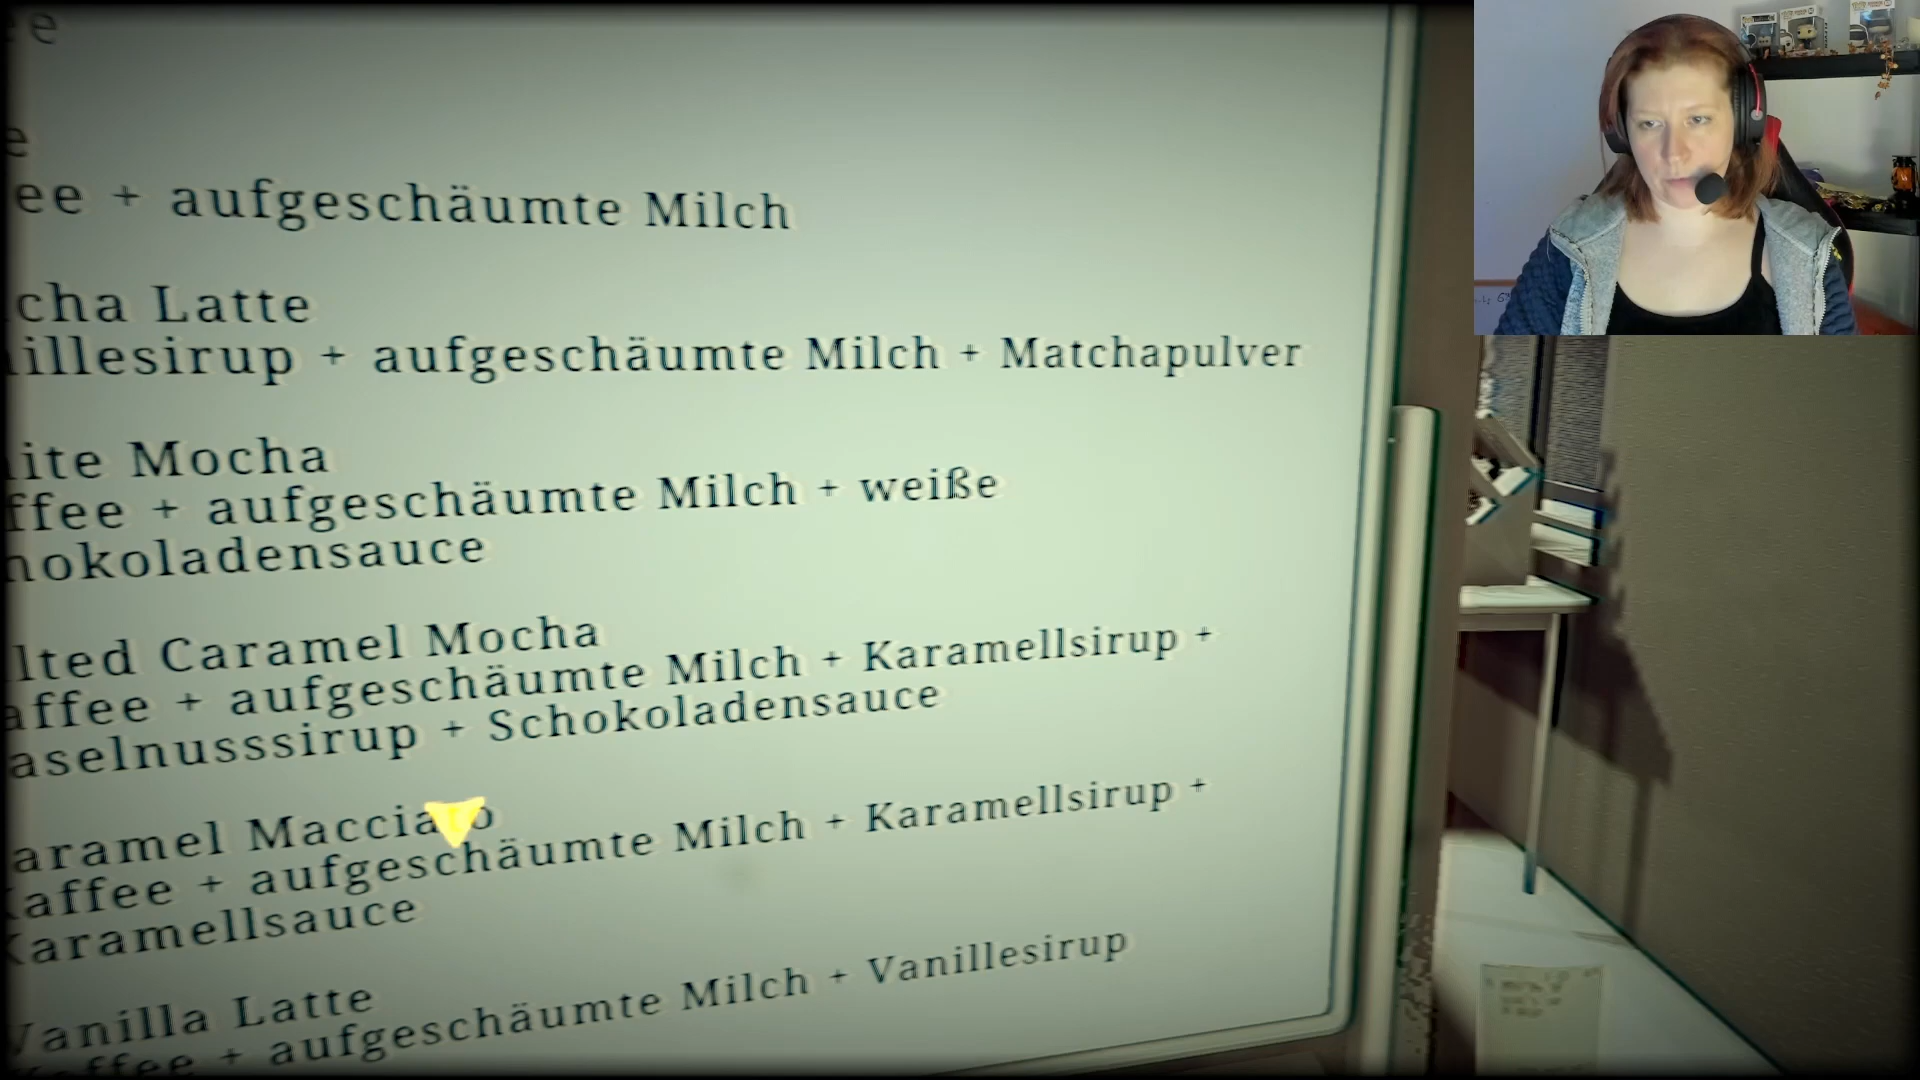 e
e
ee + aufgeschäumte Milch
cha Latte
illesirup + aufgeschäumte Milch + Matchapulver
ite Mocha
ffee + aufgeschäumte Milch + weiße
hokoladensauce
lted Caramel Mocha
affee + aufgeschäumte Milch + Karamellsirup +
aselnusssirup + Schokoladensauce
aramel Macciato
Kaffee + aufgeschäumte Milch + Karamellsirup +
Karamellsauce
Vanilla Latte
Kaffee + aufgeschäumte Milch + Vanillesirup